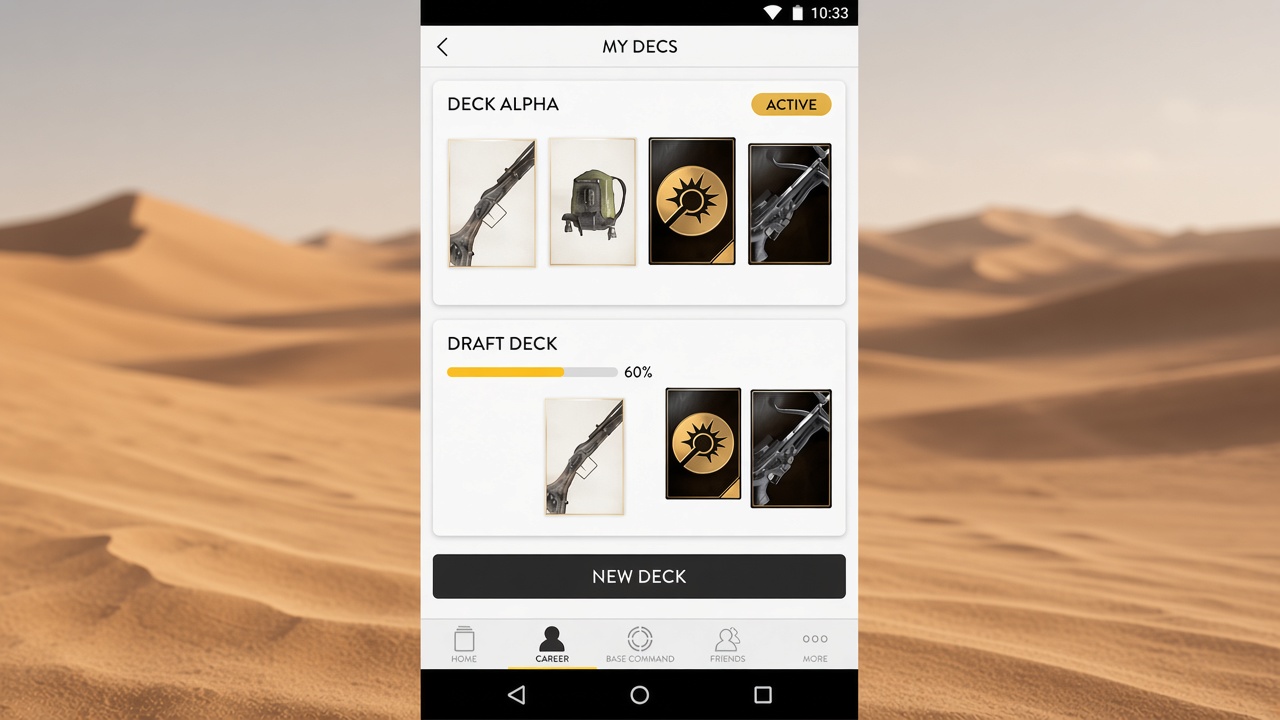 10:33
MY DECS
DECK ALPHA
ACTIVE
DRAFT DECK
60%
NEW DECK
HOME
CAREER
BASE COMMAND
FRIENDS
MORE